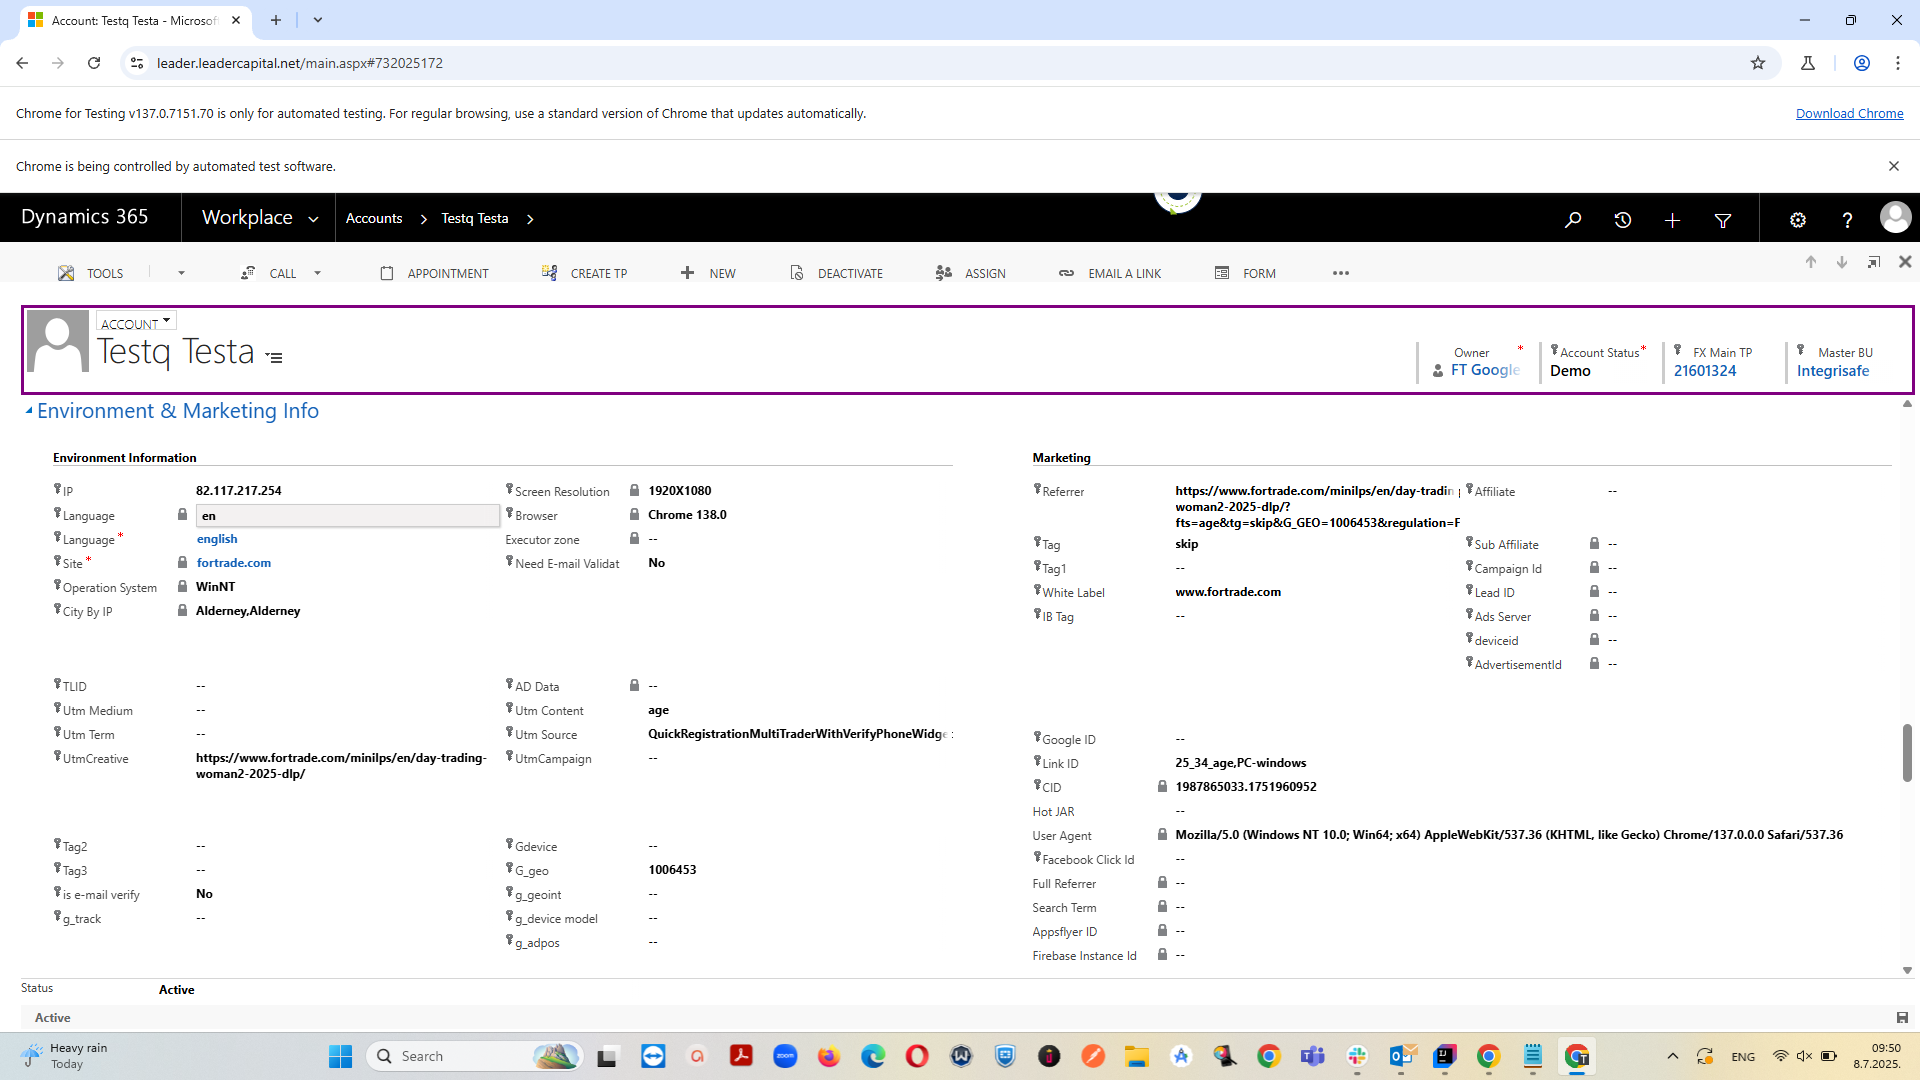 Account: Testq Testa - Microsof
leader.leadercapital.net/main.aspx#732025172
Chrome for Testing v137.0.7151.70 is only for automated testing. For regular browsing, use a standard version of Chrome that updates automatically.
Download Chrome
Chrome is being controlled by automated test software.
Dynamics 365
Workplace
Accounts
Testq Testa
TOOLS
CALL
APPOINTMENT
CREATE TP
NEW
DEACTIVATE
ASSIGN
EMAIL A LINK
FORM
ACCOUNT
Testq Testa
Owner *
FT Google
Account Status *
Demo
FX Main TP
21601324
Master BU
Integrisafe
Environment & Marketing Info
Environment Information
IP 82.117.217.254
Language en
Language * english
Site * fortrade.com
Operation System WinNT
City By IP Alderney,Alderney
Screen Resolution 1920X1080
Browser Chrome 138.0
Executor zone --
Need E-mail Validat No
TLID --
Utm Medium --
Utm Term --
UtmCreative https://www.fortrade.com/minilps/en/day-trading-
woman2-2025-dlp/
AD Data --
Utm Content age
Utm Source QuickRegistrationMultiTraderWithVerifyPhoneWidge
UtmCampaign --
Tag2 --
Tag3 --
is e-mail verify No
g_track --
Gdevice --
G_geo 1006453
g_geoint --
g_device model --
g_adpos --
Marketing
Referrer https://www.fortrade.com/minilps/en/day-tradin
woman2-2025-dlp/?
fts=age&tg=skip&G_GEO=1006453&regulation=F
Tag skip
Tag1 --
White Label www.fortrade.com
IB Tag --
Affiliate --
Sub Affiliate --
Campaign Id --
Lead ID --
Ads Server --
deviceid --
AdvertisementId --
Google ID --
Link ID 25_34_age,PC-windows
CID 1987865033.1751960952
Hot JAR --
User Agent Mozilla/5.0 (Windows NT 10.0; Win64; x64) AppleWebKit/537.36 (KHTML, like Gecko) Chrome/137.0.0.0 Safari/537.36
Facebook Click Id --
Full Referrer --
Search Term --
Appsflyer ID --
Firebase Instance Id --
Status Active
Active
Heavy rain
Today
Search
zoom
ENG
09:50
8.7.2025.